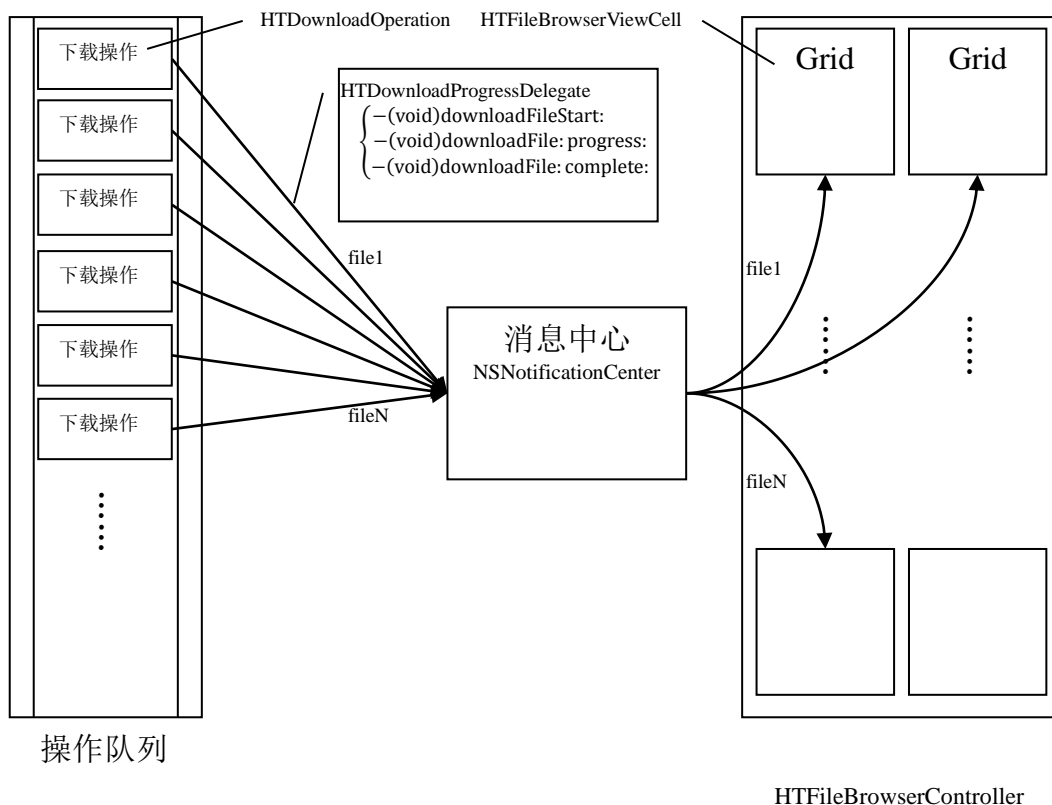 HTDownloadOperation
HTFileBrowserViewCell
下载操作
下载操作
下载操作
下载操作
下载操作
下载操作
操作队列
HTDownloadProgressDelegate
−(void)downloadFileStart:
−(void)downloadFile: progress:
−(void)downloadFile: complete:
file1
fileN
消息中心
NSNotificationCenter
file1
fileN
Grid
Grid
HTFileBrowserController